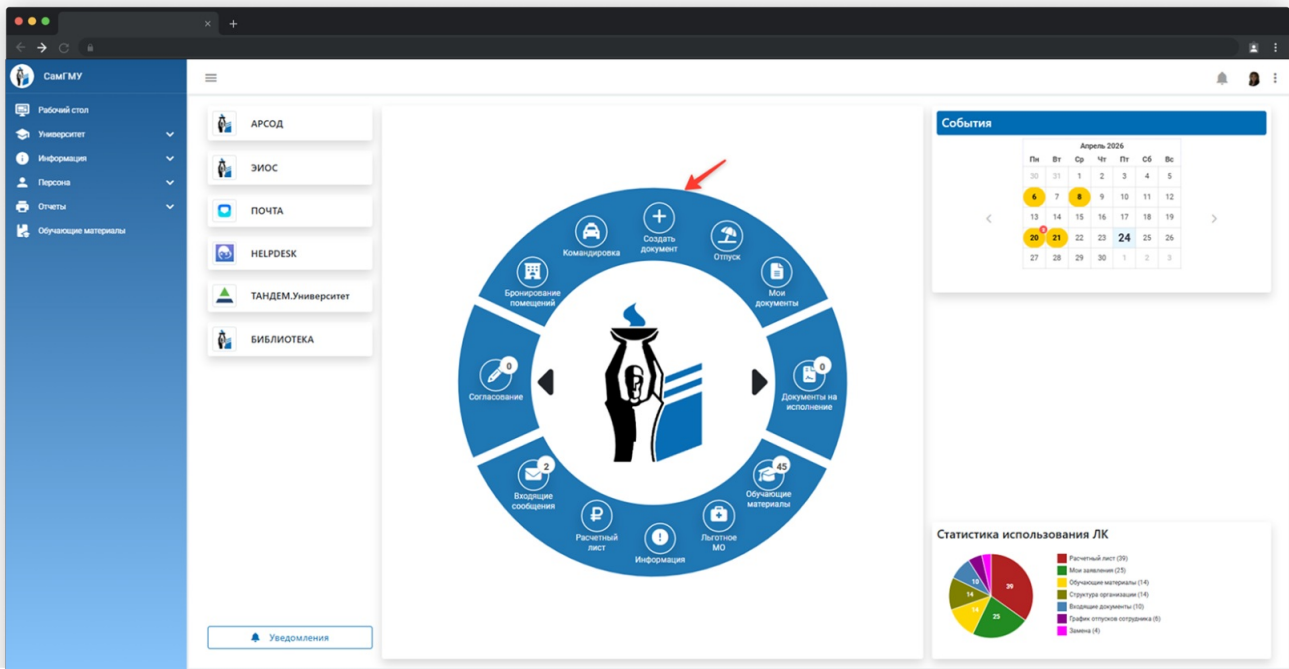 СамГМУ
Рабочий стол
Университет
Информация
Персона
Отчеты
Обучающие материалы
АРСОД
ЭИОС
ПОЧТА
HELPDESK
ТАНДЕМ.Университет
БИБЛИОТЕКА
Уведомления
Создать
документ
Командировка
Отпуск
Бронирование
помещений
Мои
документы
0
Согласование
0
Документы на
исполнение
2
Входящие
сообщения
45
Обучающие
материалы
Расчетный
лист
Льготное
МО
Информация
События
Апрель 2026
Пн Вт Ср Чт Пт Сб Вс
30 31 1 2 3 4 5
6 7 8 9 10 11 12
13 14 15 16 17 18 19
20 21 22 23 24 25 26
27 28 29 30 1 2 3
Статистика использования ЛК
39
25
14
14
10
Расчетный лист (39)
Мои заявления (25)
Обучающие материалы (14)
Структура организации (14)
Входящие документы (10)
График отпусков сотрудника (6)
Замена (4)